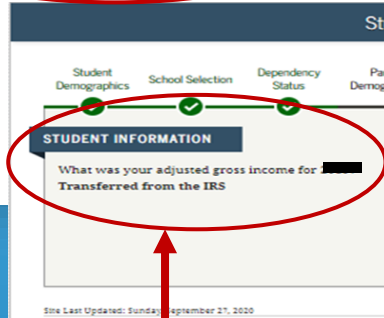 St
Student Demographics
School Selection
Dependency Status
Pa
Demog
STUDENT INFORMATION
What was your adjusted gross income for
Transferred from the IRS
Site Last Updated: Sunday, September 27, 2020